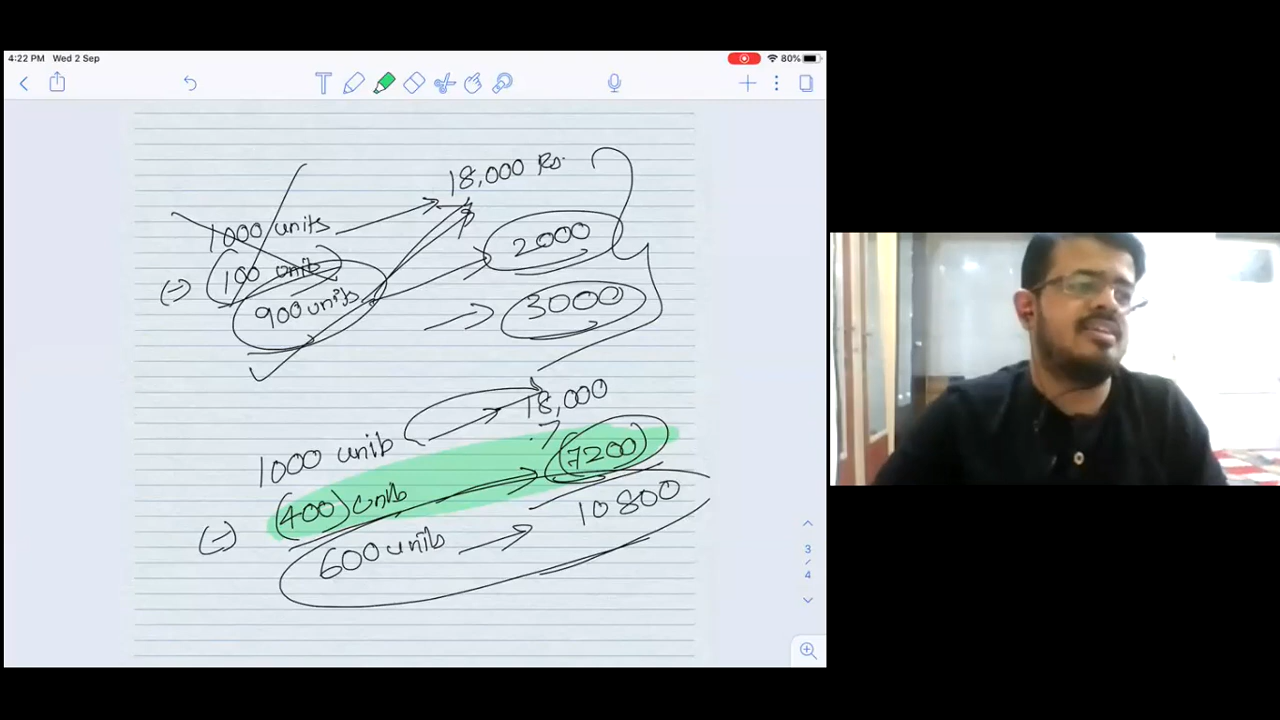 4:22 PM Wed 2 Sep
80%
T
18,000 Rs.
1000 units
(-) 100 units
2000
900 units
3000
18,000
1000 units
(7200)
(400) units
(-)
10800
600 units
3
/
4